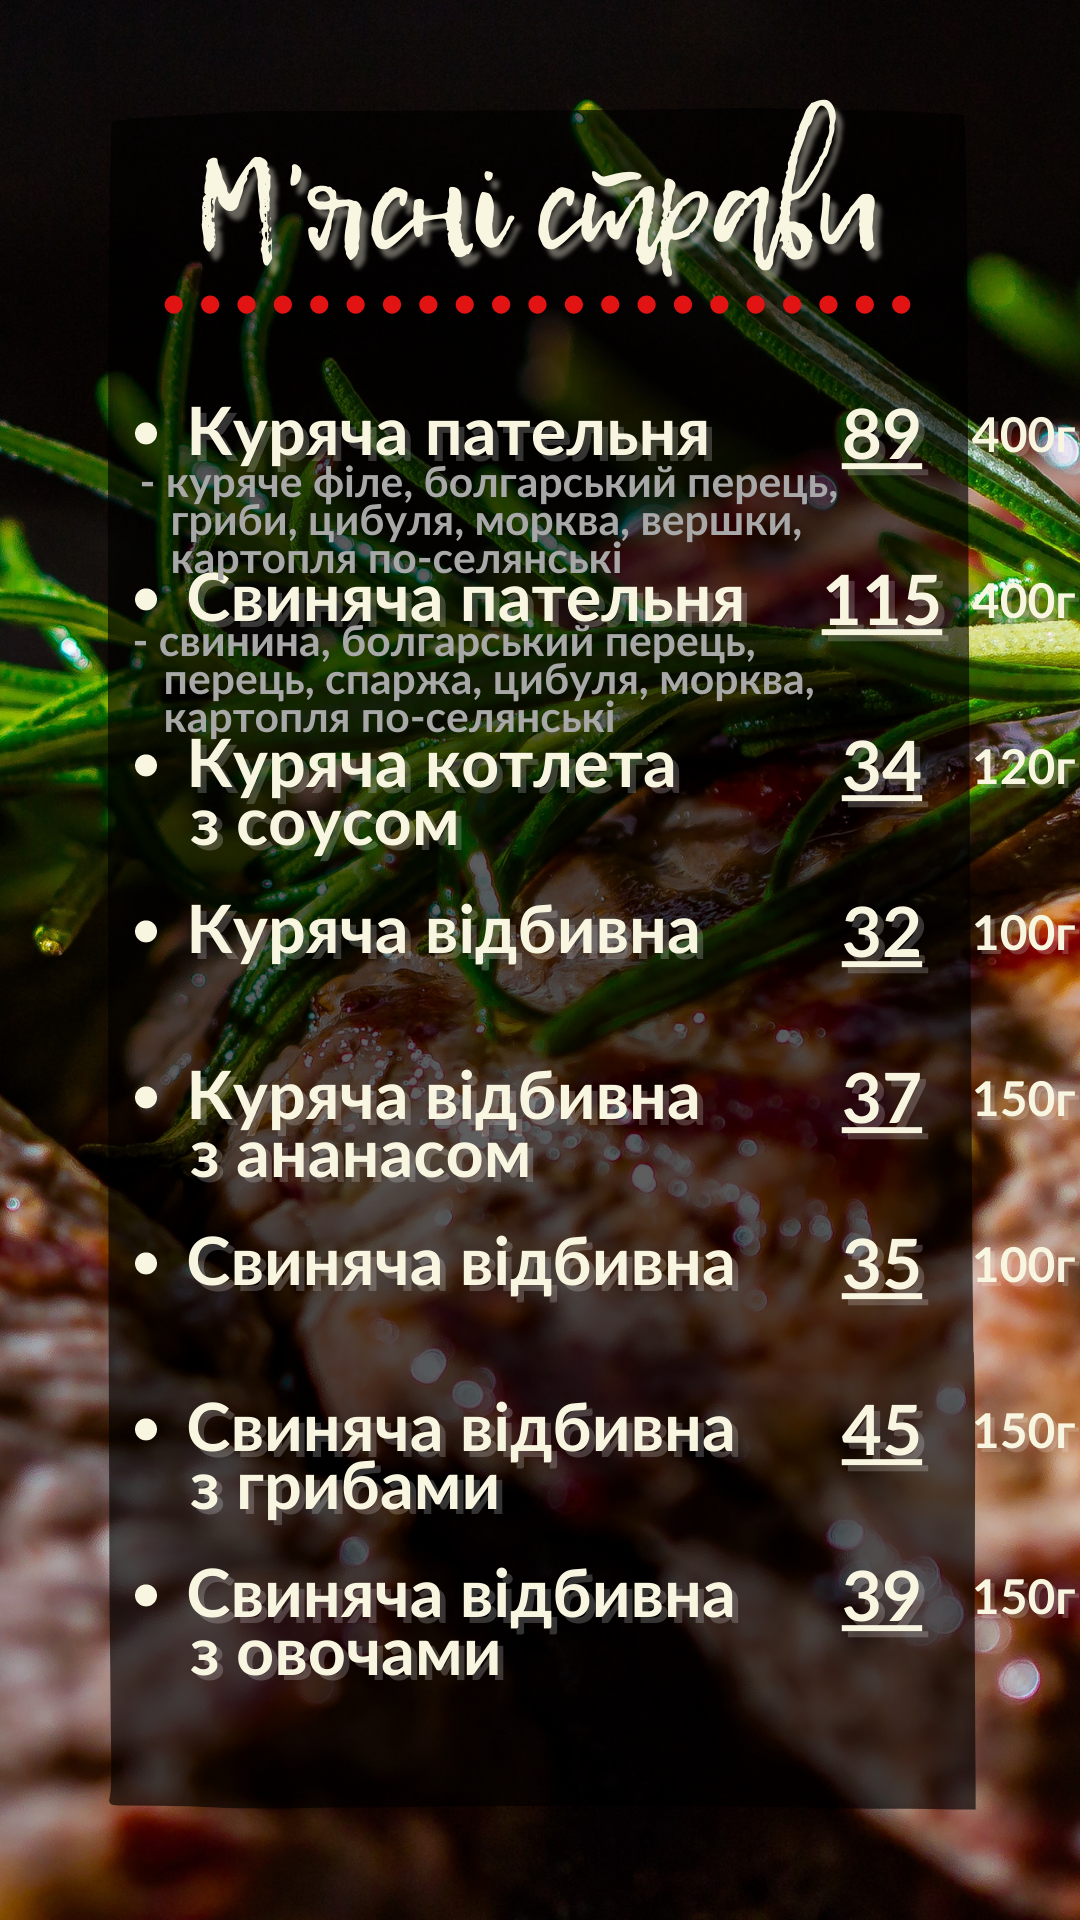 М'ясні страви
• Куряча пательня 89 400г
- куряче філе, болгарський перець,
гриби, цибуля, морква, вершки,
картопля по-селянські
• Свиняча пательня 115 400г
- свинина, болгарський перець,
перець, спаржа, цибуля, морква,
картопля по-селянські
• Куряча котлета 34 120г
з соусом
• Куряча відбивна 32 100г
• Куряча відбивна 37 150г
з ананасом
• Свиняча відбивна 35 100г
• Свиняча відбивна 45 150г
з грибами
• Свиняча відбивна 39 150г
з овочами